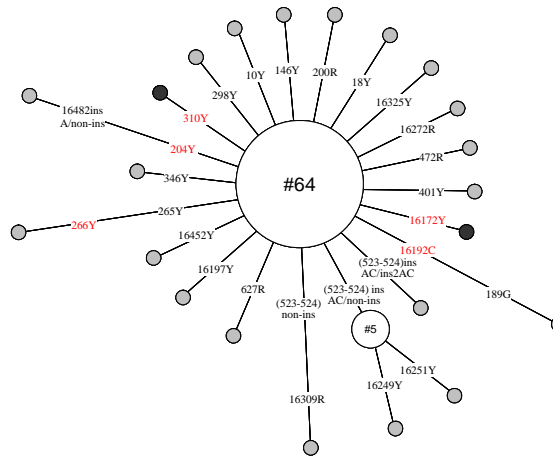 146Y
200R
10Y
18Y
298Y
16325Y
16482ins
A/non-ins
310Y
16272R
204Y
472R
346Y
#64
401Y
265Y
266Y
16172Y
16452Y
16192C
16197Y
(523-524)ins
AC/ins2AC
627R
(523-524)
non-ins
(523-524) ins
AC/non-ins
189G
#5
16251Y
16249Y
16309R